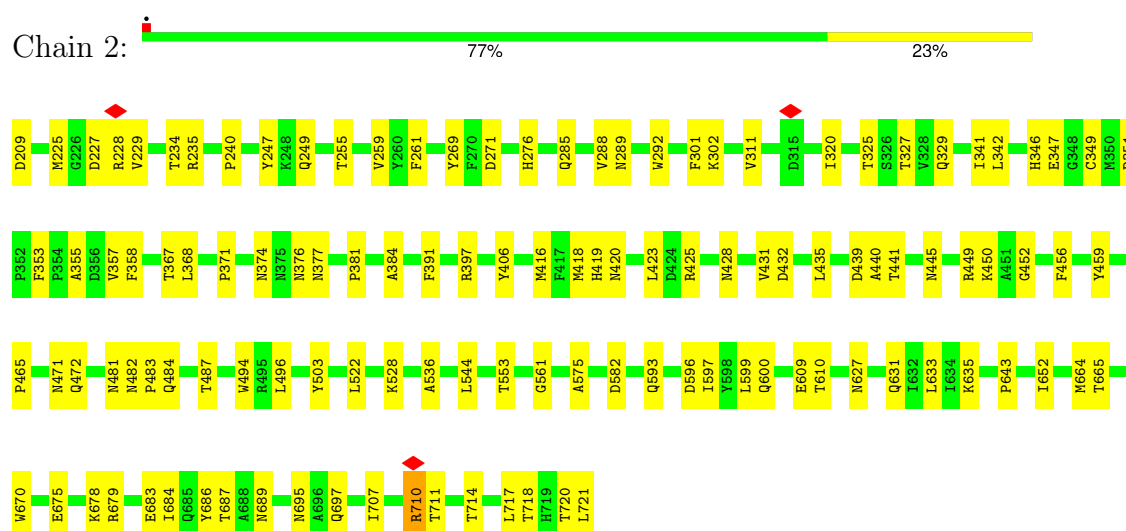 Chain 2:
77% 23%
D209 M225 G226 D227 R228 V229 T234 R235 P240 Y247 K248 Q249 T255 V259 Y260 F261 Y269 F270 D271 H276 Q285 V288 N289 W292 F301 K302 V311 D315 I320 T325 S326 T327 V328 Q329 I341 L342 H346 E347 G348 C349 M350
P352 F353 P354 A355 D356 V357 F358 T367 L368 P371 N374 N375 N376 N377 P381 A384 F391 R397 Y406 M416 F417 M418 H419 N420 L423 D424 R425 N428 V431 D432 L435 D439 A440 T441 N445 R449 K450 A451 G452 F456 Y459
P465 N471 Q472 N481 N482 P483 Q484 T487 W494 R495 L496 Y503 L522 K528 A536 L544 T553 G561 A575 D582 Q593 D596 I597 Y598 L599 Q600 E609 T610 N627 Q631 I632 L633 I634 K635 P643 I652 M664 T665
W670 E675 K678 R679 E683 I684 Q685 Y686 T687 A688 N689 N695 A696 Q697 I707 R710 T711 T714 L717 T718 H719 T720 L721